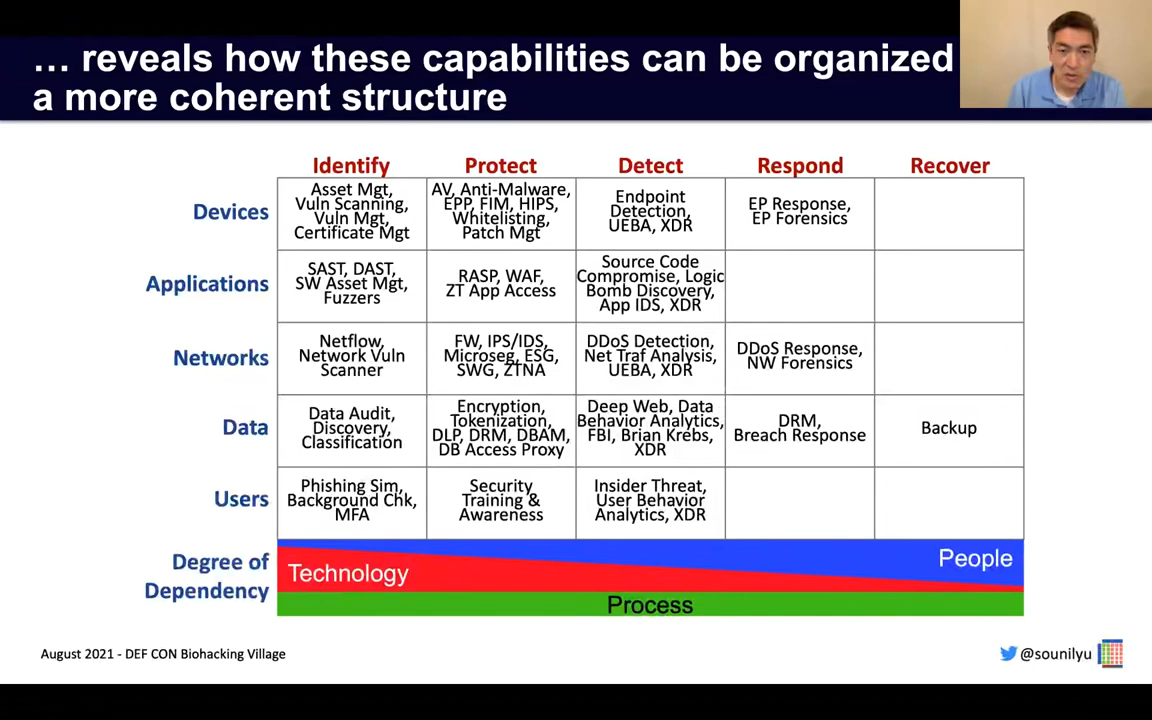 … reveals how these capabilities can be organized
a more coherent structure
Identify Protect Detect Respond Recover
Devices
Asset Mgt,
Vuln Scanning,
Vuln Mgt,
Certificate Mgt
AV, Anti-Malware,
EPP, FIM, HIPS,
Whitelisting,
Patch Mgt
Endpoint
Detection,
UEBA, XDR
EP Response,
EP Forensics
Applications
SAST, DAST,
SW Asset Mgt,
Fuzzers
RASP, WAF,
ZT App Access
Source Code
Compromise, Logic
Bomb Discovery,
App IDS, XDR
Networks
Netflow,
Network Vuln
Scanner
FW, IPS/IDS,
Microseg, ESG,
SWG, ZTNA
DDoS Detection,
Net Traf Analysis,
UEBA, XDR
DDoS Response,
NW Forensics
Data
Data Audit,
Discovery,
Classification
Encryption,
Tokenization,
DLP, DRM, DBAM,
DB Access Proxy
Deep Web, Data
Behavior Analytics,
FBI, Brian Krebs,
XDR
DRM,
Breach Response
Backup
Users
Phishing Sim,
Background Chk,
MFA
Security
Training &
Awareness
Insider Threat,
User Behavior
Analytics, XDR
Degree of
Dependency
Technology
People
Process
August 2021 - DEF CON Biohacking Village
@sounilyu